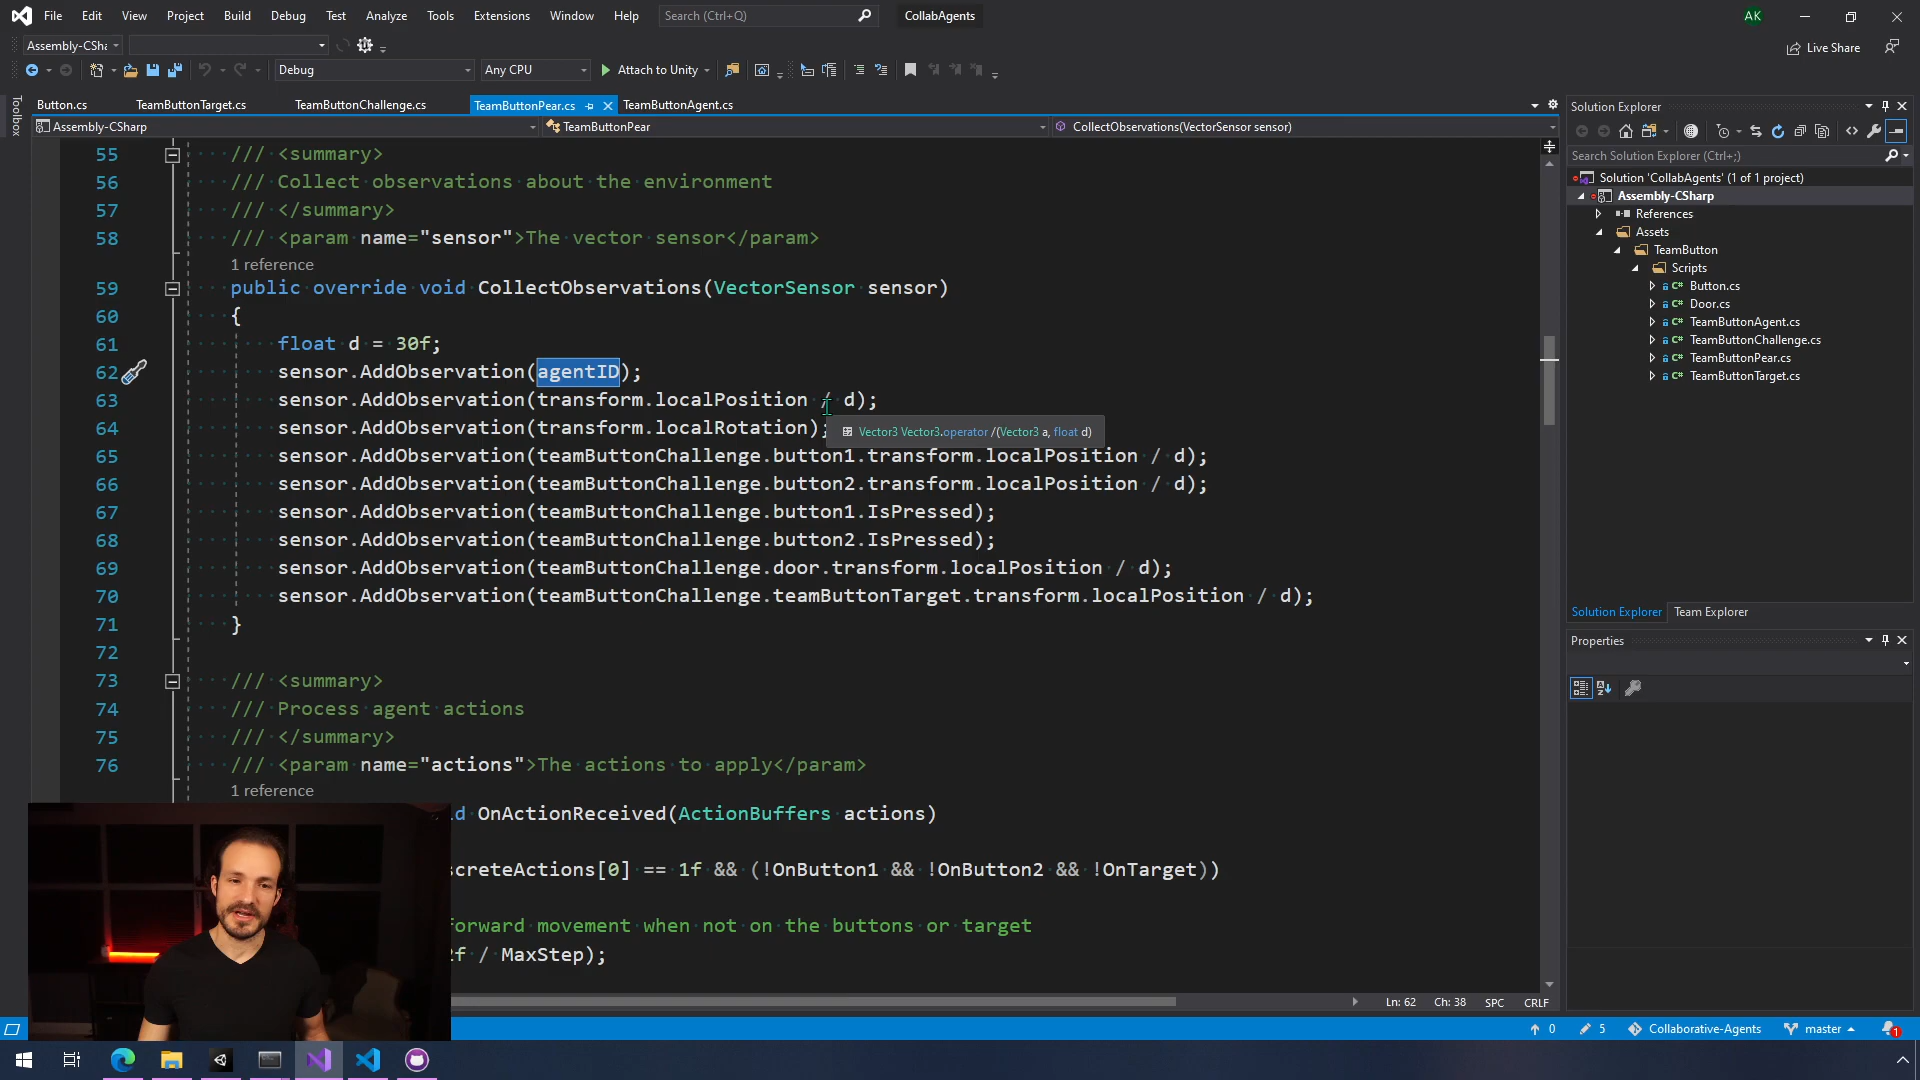 File Edit View Project Build Debug Test Analyze Tools Extensions Window Help Search (Ctrl+Q) CollabAgents AK
Assembly-CSha Live Share
Debug Any CPU Attach to Unity
Toolbox
Button.cs TeamButtonTarget.cs TeamButtonChallenge.cs TeamButtonPear.cs TeamButtonAgent.cs
Assembly-CSharp TeamButtonPear CollectObservations(VectorSensor sensor)
55 /// <summary>
56 /// Collect observations about the environment
57 /// </summary>
58 /// <param name="sensor">The vector sensor</param>
1 reference
59 public override void CollectObservations(VectorSensor sensor)
60 {
61 float d = 30f;
62 sensor.AddObservation(agentID);
63 sensor.AddObservation(transform.localPosition / d);
64 sensor.AddObservation(transform.localRotation);
Vector3 Vector3.operator /(Vector3 a, float d)
65 sensor.AddObservation(teamButtonChallenge.button1.transform.localPosition / d);
66 sensor.AddObservation(teamButtonChallenge.button2.transform.localPosition / d);
67 sensor.AddObservation(teamButtonChallenge.button1.IsPressed);
68 sensor.AddObservation(teamButtonChallenge.button2.IsPressed);
69 sensor.AddObservation(teamButtonChallenge.door.transform.localPosition / d);
70 sensor.AddObservation(teamButtonChallenge.teamButtonTarget.transform.localPosition / d);
71 }
72
73 /// <summary>
74 /// Process agent actions
75 /// </summary>
76 /// <param name="actions">The actions to apply</param>
1 reference
d OnActionReceived(ActionBuffers actions)
screteActions[0] == 1f && (!OnButton1 && !OnButton2 && !OnTarget))
forward movement when not on the buttons or target
2f / MaxStep);
Ln: 62 Ch: 38 SPC CRLF
Solution Explorer
Search Solution Explorer (Ctrl+;)
Solution 'CollabAgents' (1 of 1 project)
Assembly-CSharp
References
Assets
TeamButton
Scripts
C# Button.cs
C# Door.cs
C# TeamButtonAgent.cs
C# TeamButtonChallenge.cs
C# TeamButtonPear.cs
C# TeamButtonTarget.cs
Solution Explorer Team Explorer
Properties
0 5 Collaborative-Agents master 1